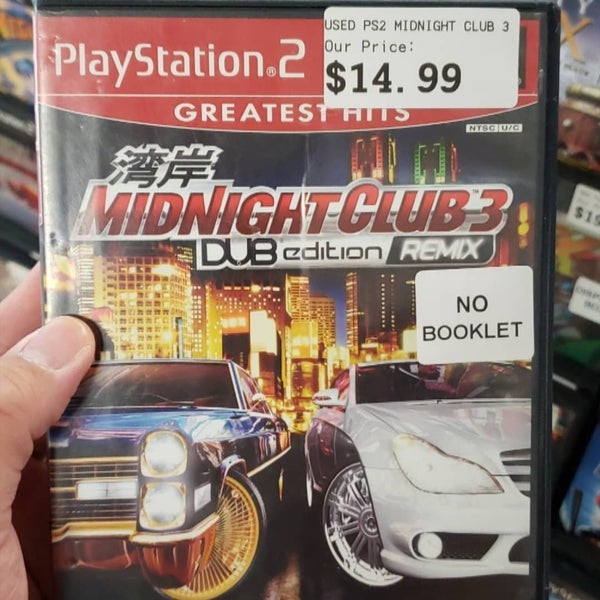 USED PS2 MIDNIGHT CLUB 3
Our Price:
$14.99
PlayStation®2
GREATEST HITS
NTSC U/C
湾岸
MIDNIGHT CLUB 3™
DUB edition REMIX
NO
BOOKLET